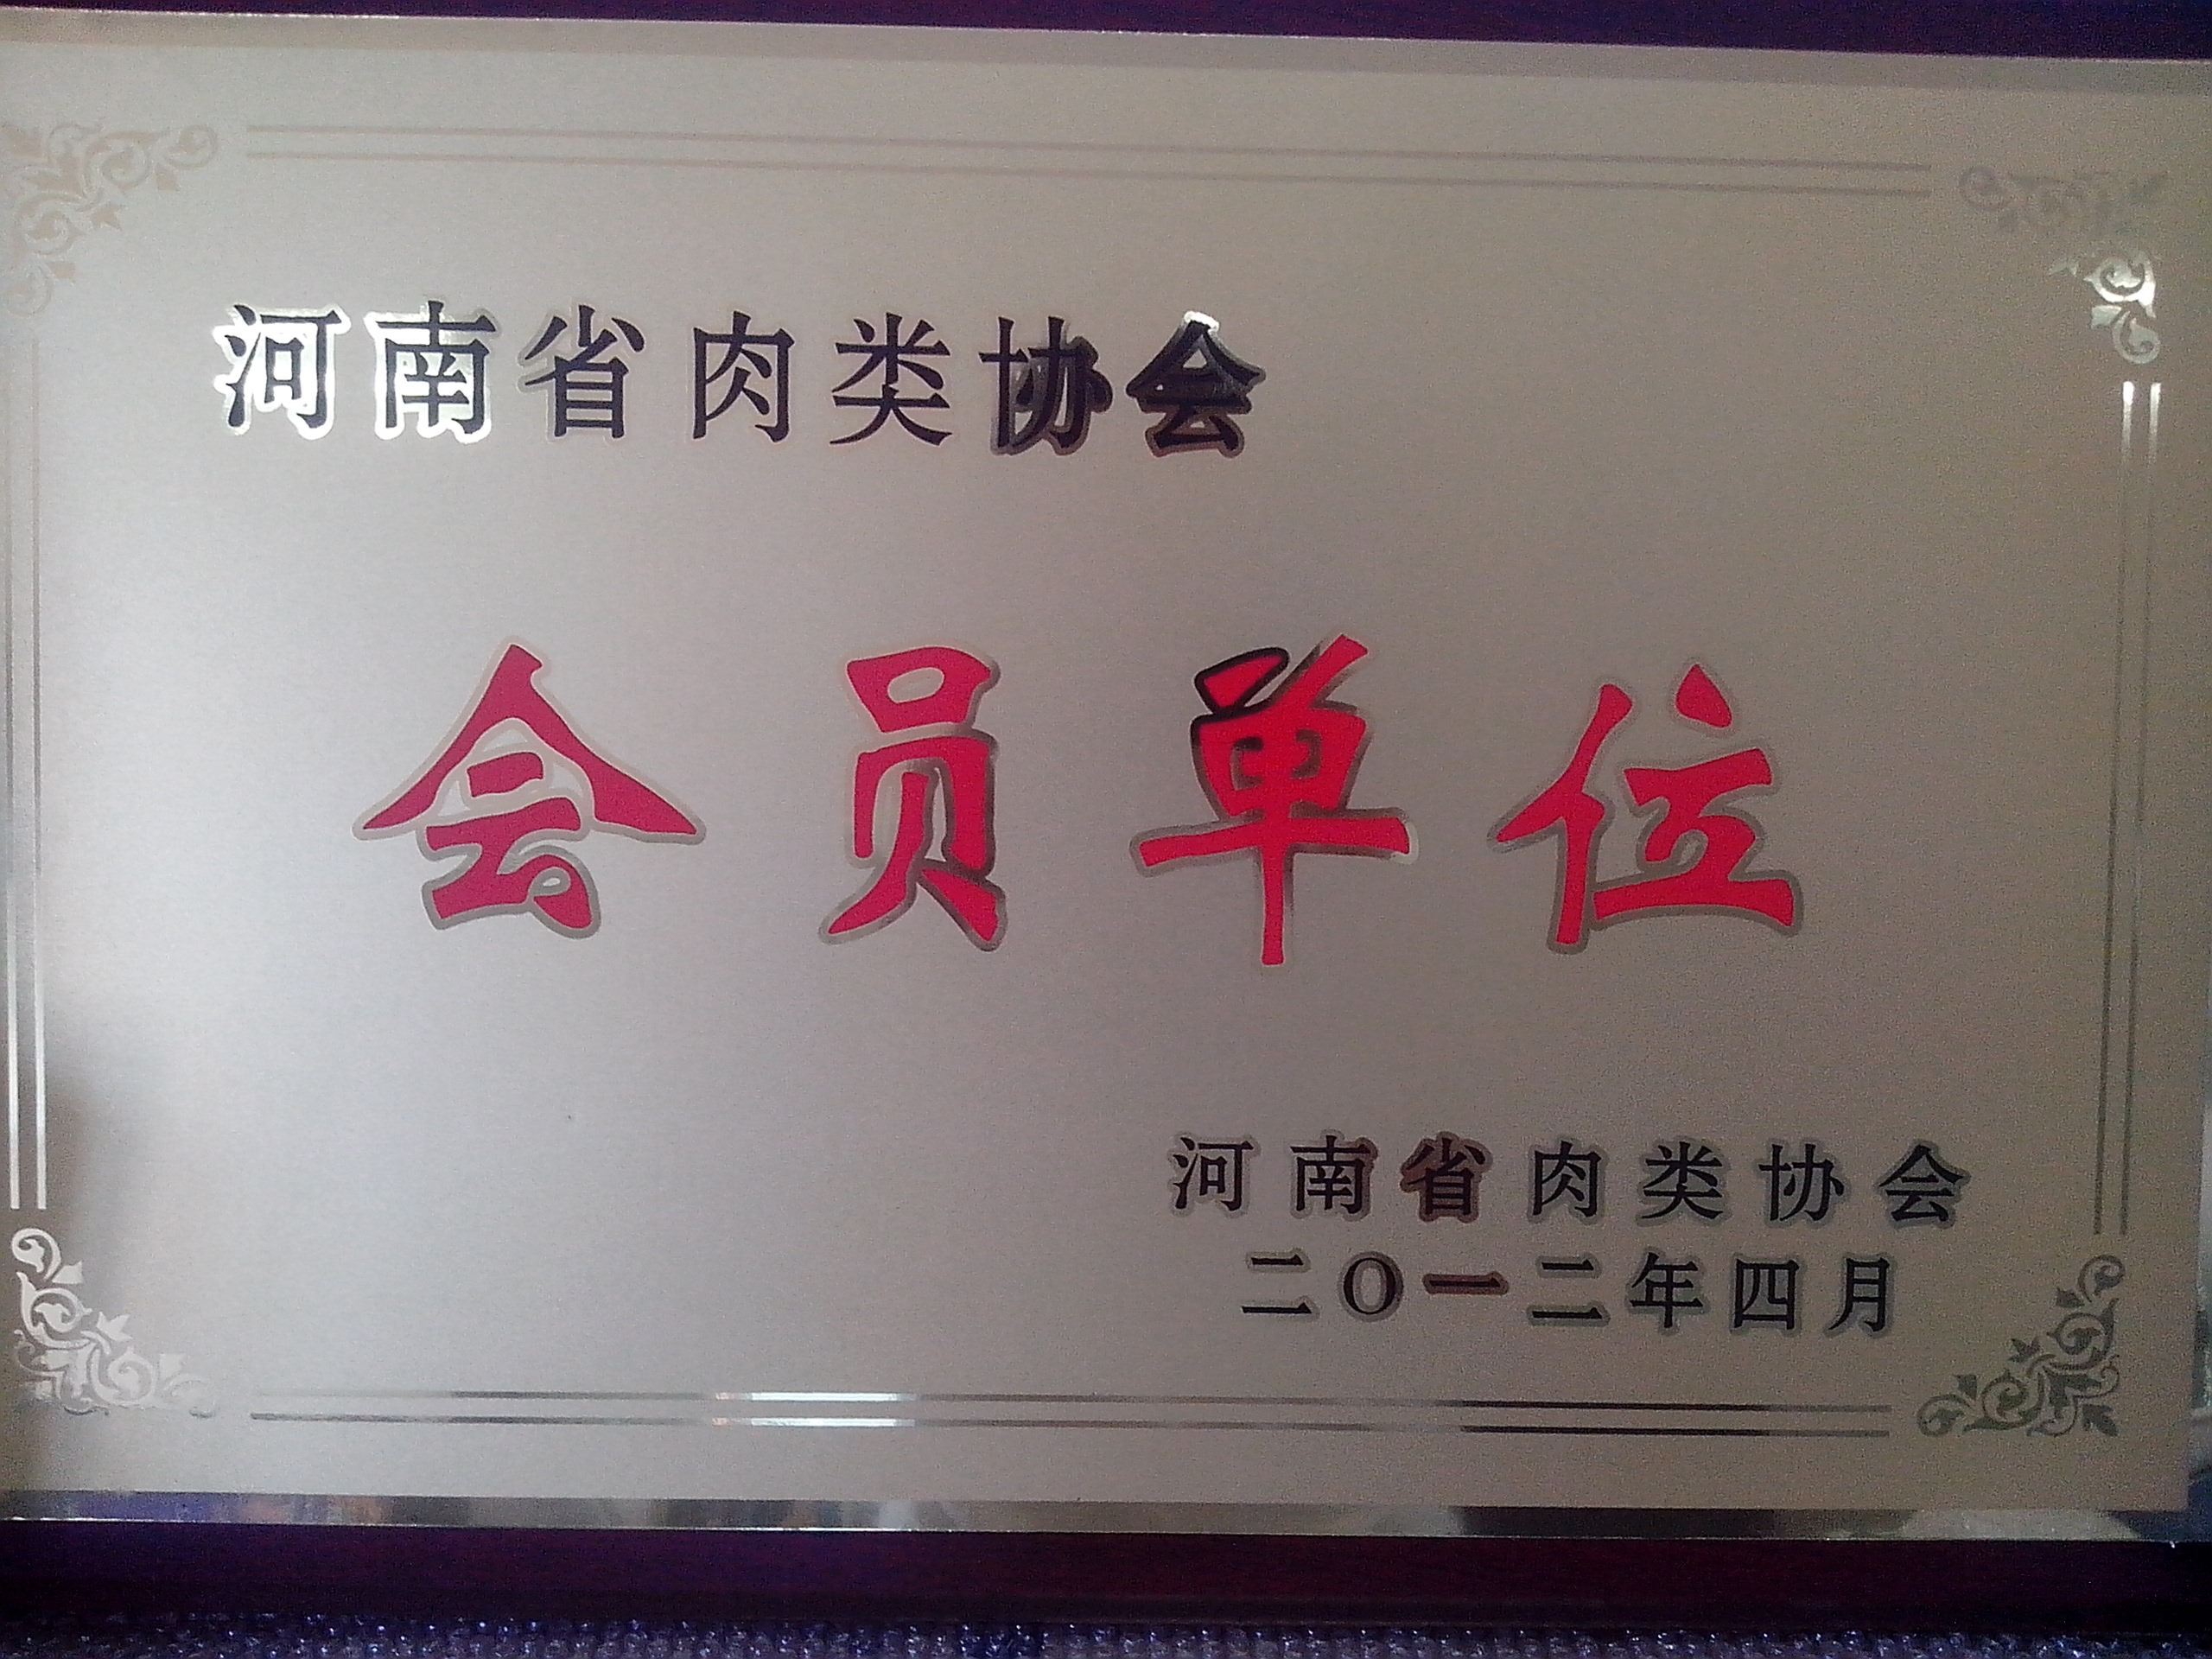 河南省肉类协会
会员单位
河南省肉类协会
二O一二年四月